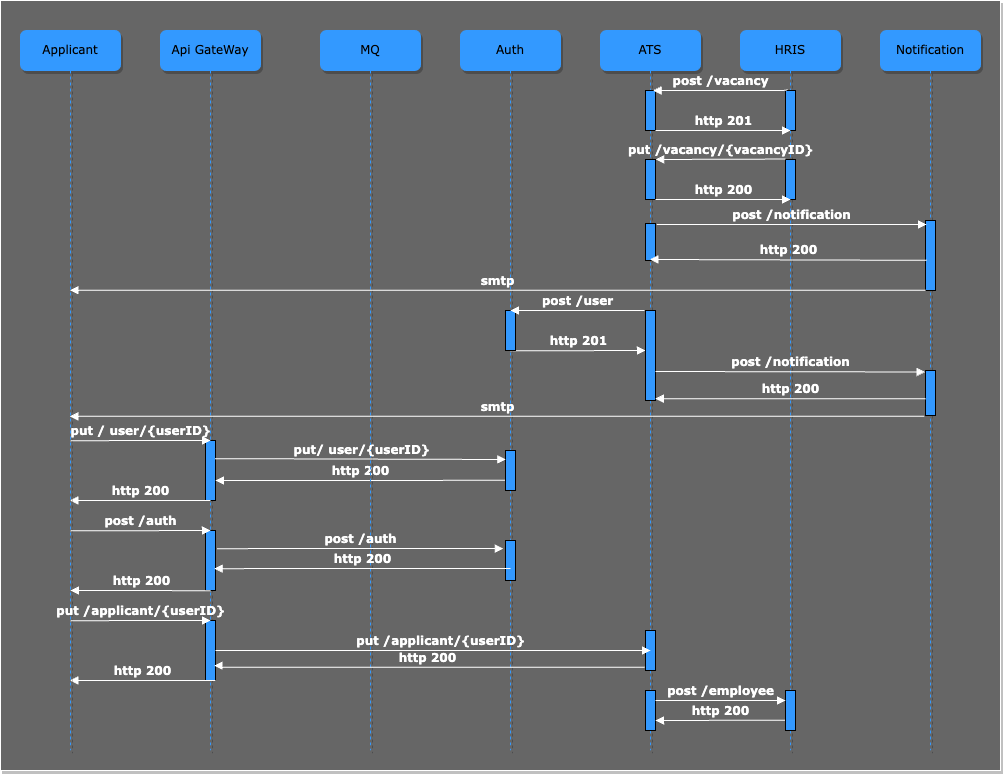 Applicant
Api GateWay
MQ
Auth
ATS
HRIS
Notification
post /vacancy
http 201
put /vacancy/{vacancyID}
http 200
post /notification
http 200
smtp
post /user
http 201
post /notification
http 200
smtp
put / user/{userID}
put/ user/{userID}
http 200
http 200
post /auth
post /auth
http 200
http 200
put /applicant/{userID}
put /applicant/{userID}
http 200
http 200
post /employee
http 200